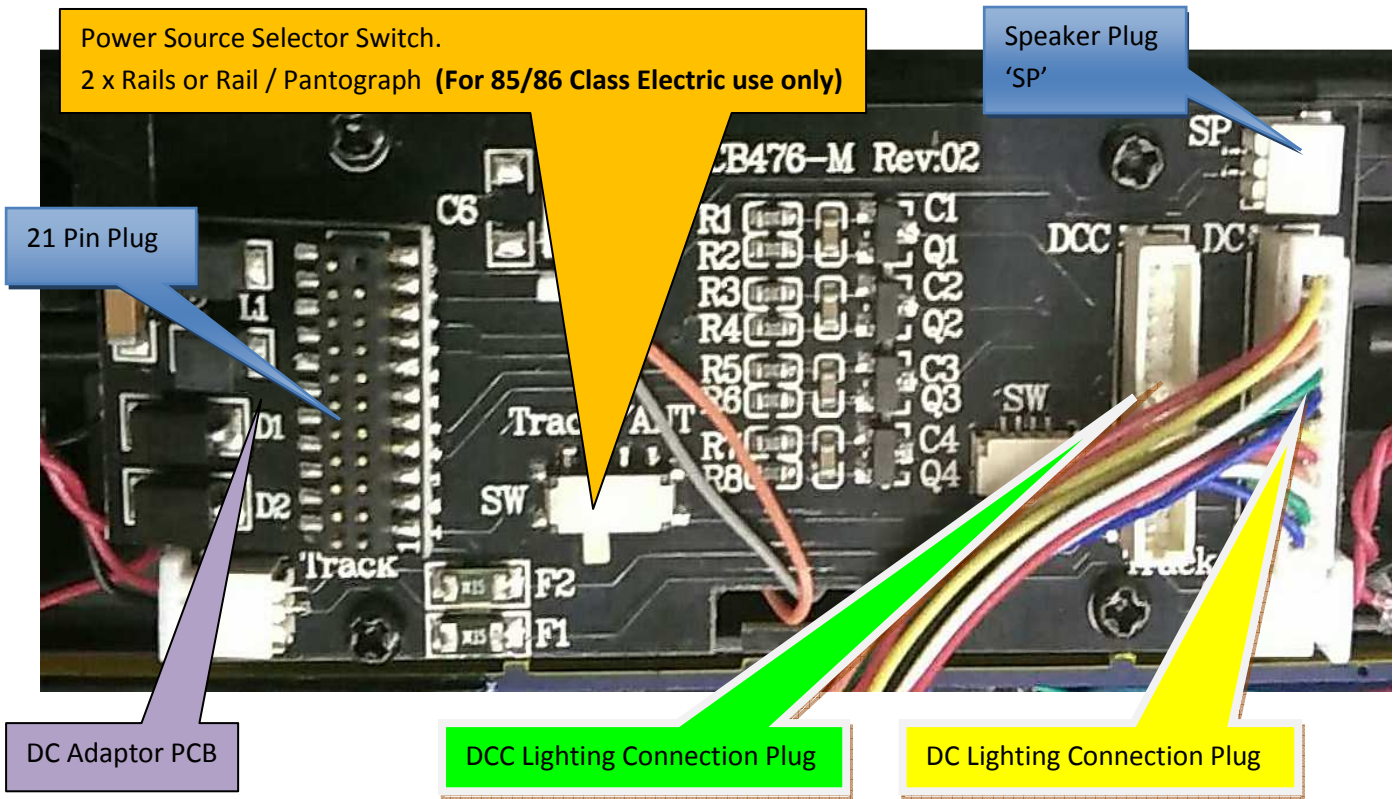 Power Source Selector Switch.
2 x Rails or Rail / Pantograph (For 85/86 Class Electric use only)
Speaker Plug
‘SP’
SP
CB476-M Rev:02
C6
R1
C1
21 Pin Plug
DCC
DC
R2
Q1
L1
R3
C2
R4
Q2
R5
C3
R6
Q3
SW
D1
R7
C4
R8
Q4
D2
SW
1
Track
F2
F1
DC Adaptor PCB
DCC Lighting Connection Plug
DC Lighting Connection Plug